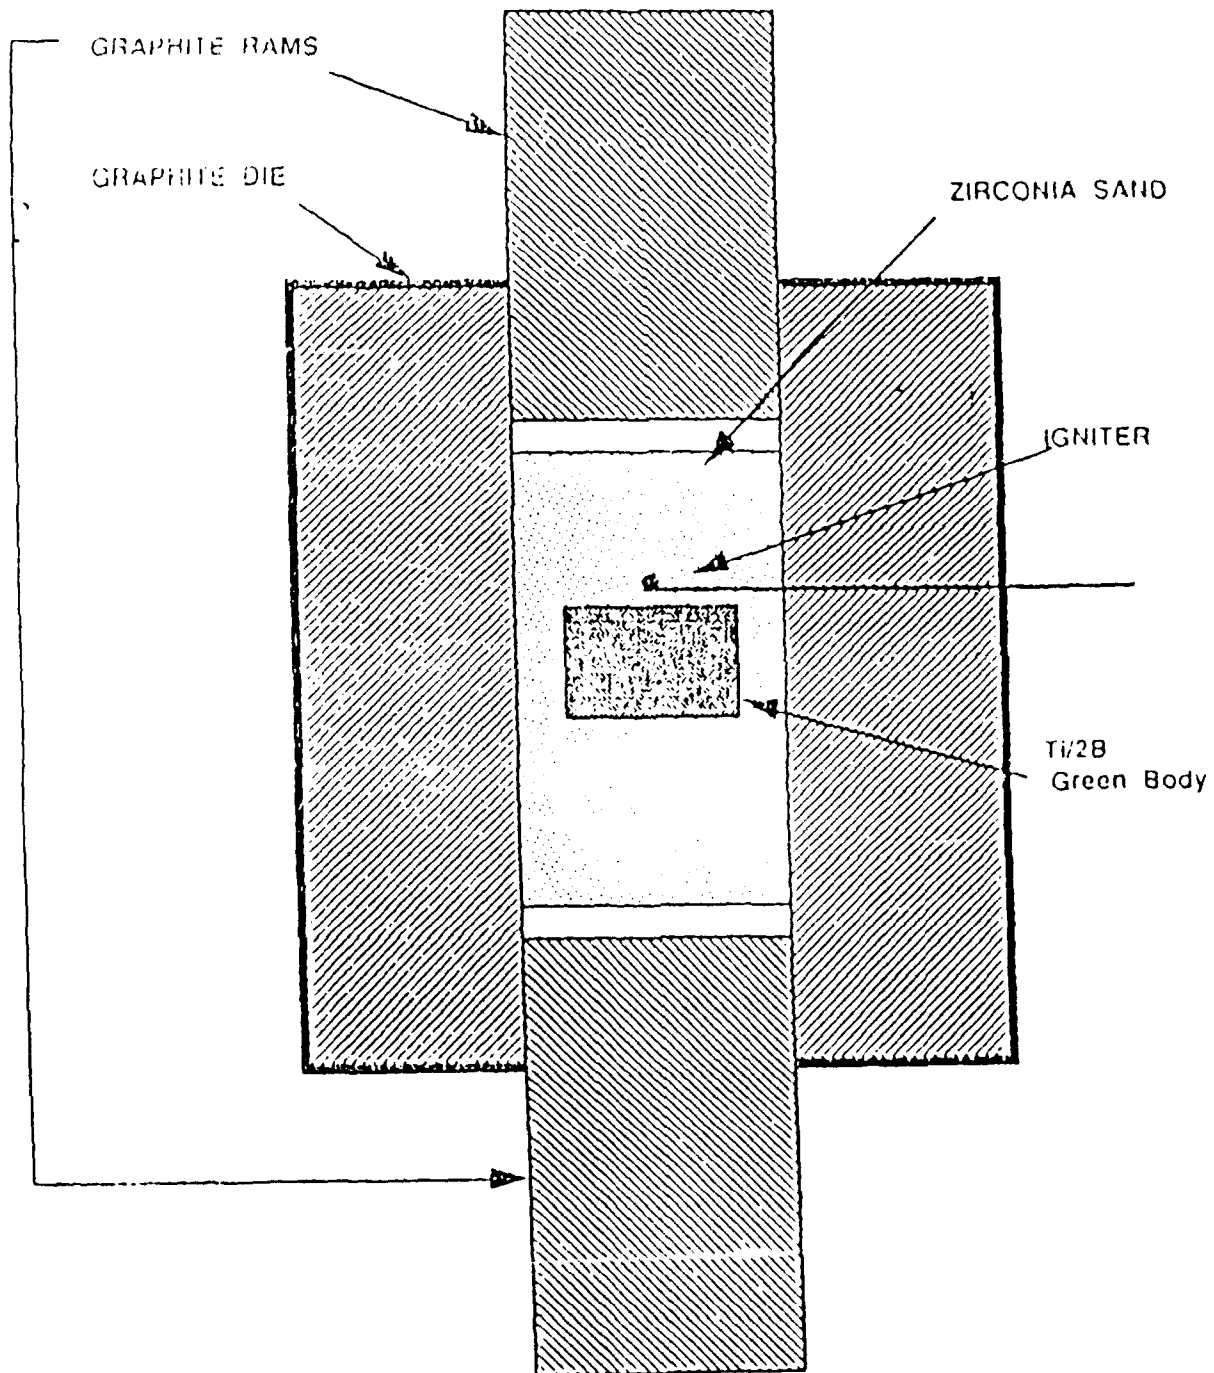 GRAPHITE RAMS
GRAPHITE DIE
ZIRCONIA SAND
IGNITER
Ti/2B
Green Body